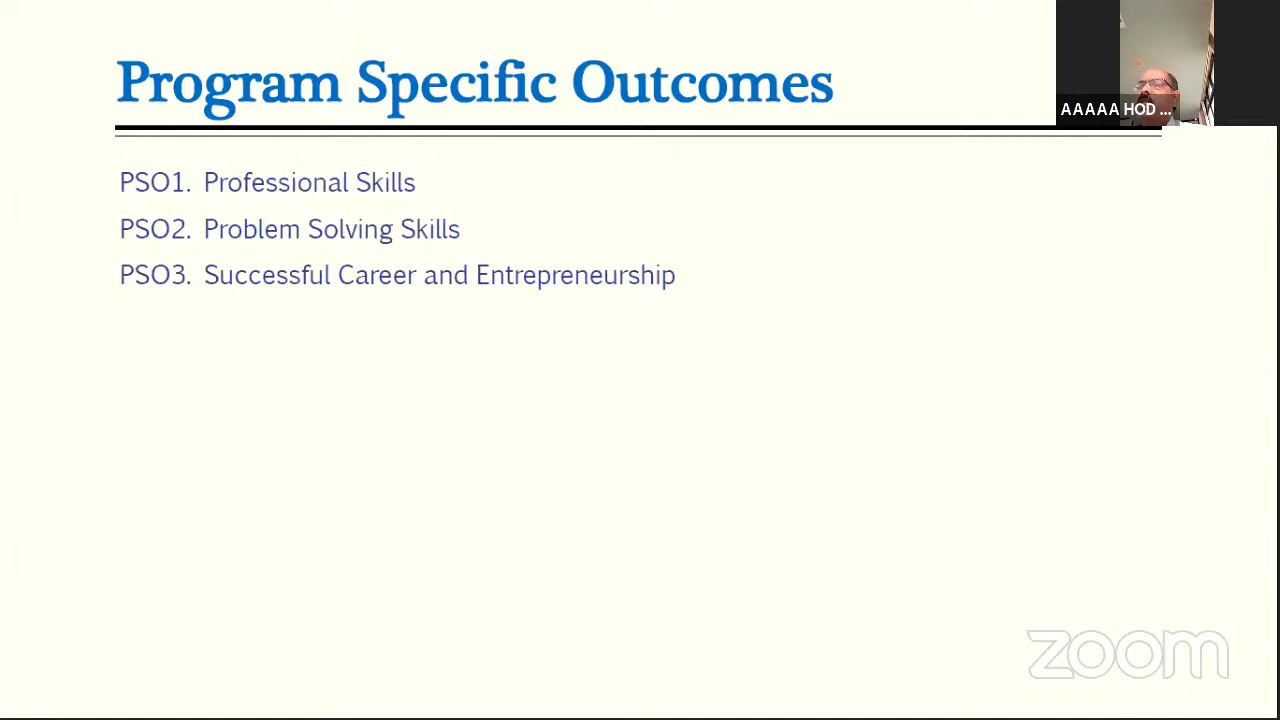 Program Specific Outcomes
AAAAA HOD ...
PSO1. Professional Skills
PSO2. Problem Solving Skills
PSO3. Successful Career and Entrepreneurship
zoom